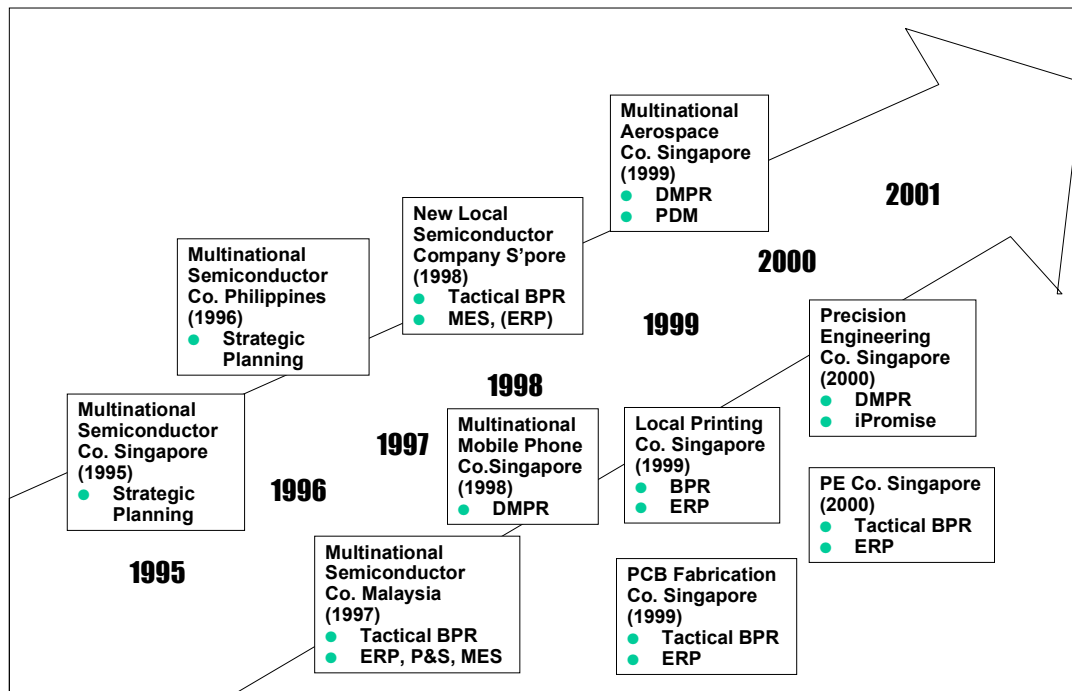 Multinational
Aerospace
Co. Singapore
(1999)
DMPR
PDM
2001
New Local
Semiconductor
Company S'pore
(1998)
Tactical BPR
MES, (ERP)
2000
Multinational
Semiconductor
Co. Philippines
(1996)
Strategic
Planning
1999
Precision
Engineering
Co. Singapore
(2000)
DMPR
iPromise
1998
Multinational
Semiconductor
Co. Singapore
(1995)
Strategic
Planning
1997
Multinational
Mobile Phone
Co.Singapore
(1998)
DMPR
Local Printing
Co. Singapore
(1999)
BPR
ERP
1996
PE Co. Singapore
(2000)
Tactical BPR
ERP
1995
Multinational
Semiconductor
Co. Malaysia
(1997)
Tactical BPR
ERP, P&S, MES
PCB Fabrication
Co. Singapore
(1999)
Tactical BPR
ERP